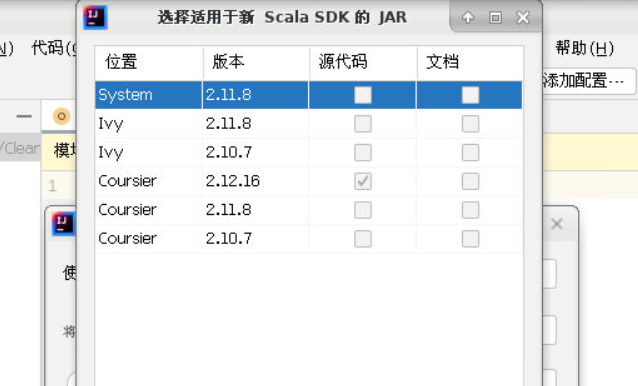 选择适用于新 Scala SDK 的 JAR
N) 代码(
帮助(H)
位置 版本 源代码 文档
添加配置...
System 2.11.8
Ivy 2.11.8
/Clear 模
Ivy 2.10.7
Coursier 2.12.16
1
Coursier 2.11.8
Coursier 2.10.7
使
将